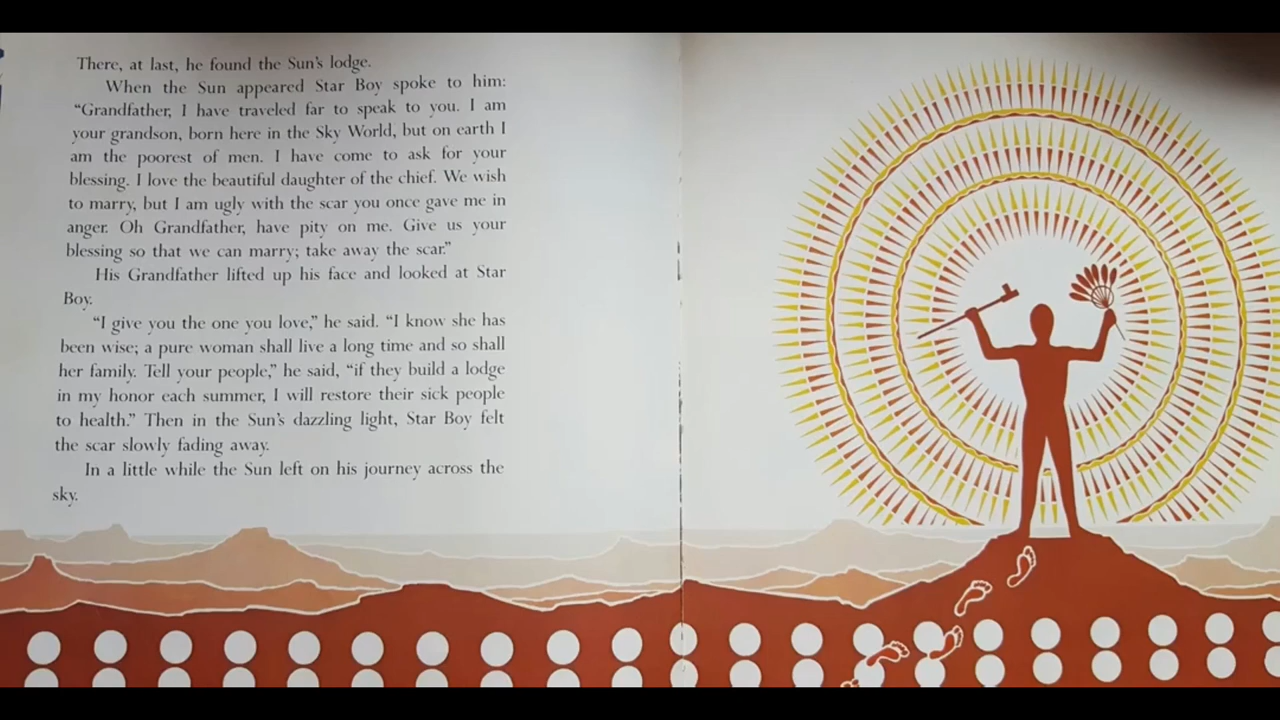 There, at last, he found the Sun's lodge.
When the Sun appeared Star Boy spoke to him:
“Grandfather, I have traveled far to speak to you. I am
your grandson, born here in the Sky World, but on earth I
am the poorest of men. I have come to ask for your
blessing. I love the beautiful daughter of the chief. We wish
to marry, but I am ugly with the scar you once gave me in
anger. Oh Grandfather, have pity on me. Give us your
blessing so that we can marry; take away the scar.”
His Grandfather lifted up his face and looked at Star
Boy.
“I give you the one you love,” he said. “I know she has
been wise; a pure woman shall live a long time and so shall
her family. Tell your people,” he said, “if they build a lodge
in my honor each summer, I will restore their sick people
to health.” Then in the Sun's dazzling light, Star Boy felt
the scar slowly fading away.
In a little while the Sun left on his journey across the
sky.